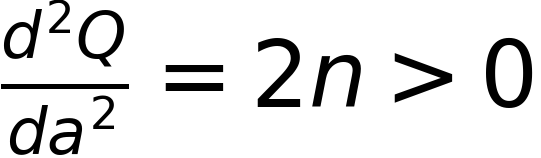 d²Q/da² = 2n > 0